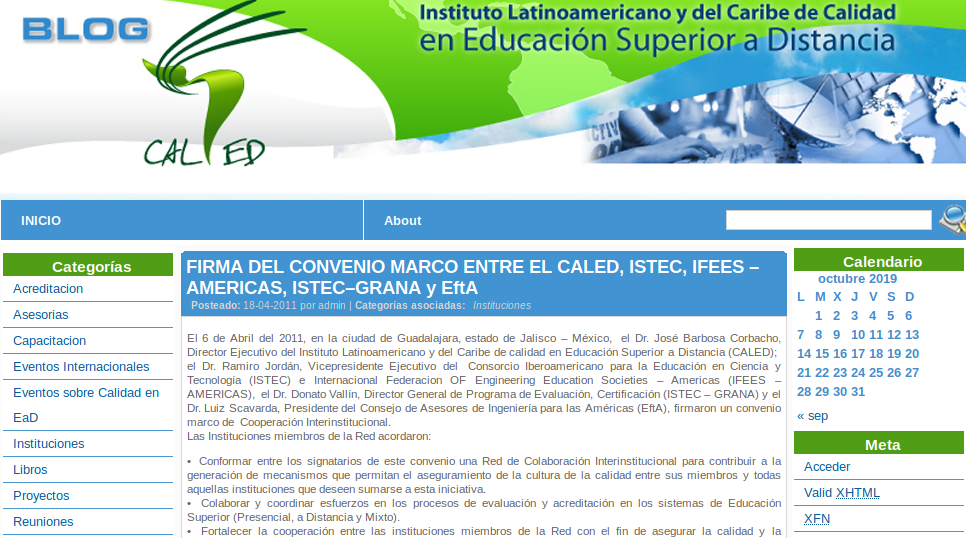 BLOG
Instituto Latinoamericano y del Caribe de Calidad
en Educación Superior a Distancia
CALED
INICIO
About
Categorías
Acreditacion
Asesorias
Capacitacion
Eventos Internacionales
Eventos sobre Calidad en
EaD
Instituciones
Libros
Proyectos
Reuniones
FIRMA DEL CONVENIO MARCO ENTRE EL CALED, ISTEC, IFEES –
AMERICAS, ISTEC–GRANA y EftA
Posteado: 18-04-2011 por admin | Categorías asociadas: Instituciones
El 6 de Abril del 2011, en la ciudad de Guadalajara, estado de Jalisco – México, el Dr. José Barbosa Corbacho,
Director Ejecutivo del Instituto Latinoamericano y del Caribe de calidad en Educación Superior a Distancia (CALED);
el Dr. Ramiro Jordán, Vicepresidente Ejecutivo del Consorcio Iberoamericano para la Educación en Ciencia y
Tecnología (ISTEC) e Internacional Federacion OF Engineering Education Societies – Americas (IFEES –
AMERICAS), el Dr. Donato Vallín, Director General de Programa de Evaluación, Certificación (ISTEC – GRANA) y el
Dr. Luiz Scavarda, Presidente del Consejo de Asesores de Ingeniería para las Américas (EftA), firmaron un convenio
marco de Cooperación Interinstitucional.
Las Instituciones miembros de la Red acordaron:
• Conformar entre los signatarios de este convenio una Red de Colaboración Interinstitucional para contribuir a la
generación de mecanismos que permitan el aseguramiento de la cultura de la calidad entre sus miembros y todas
aquellas instituciones que deseen sumarse a esta iniciativa.
• Colaborar y coordinar esfuerzos en los procesos de evaluación y acreditación en los sistemas de Educación
Superior (Presencial, a Distancia y Mixto).
• Fortalecer la cooperación entre las instituciones miembros de la Red con el fin de asegurar la calidad y la
Calendario
octubre 2019
L M X J V S D
1 2 3 4 5 6
7 8 9 10 11 12 13
14 15 16 17 18 19 20
21 22 23 24 25 26 27
28 29 30 31
« sep
Meta
Acceder
Valid XHTML
XFN